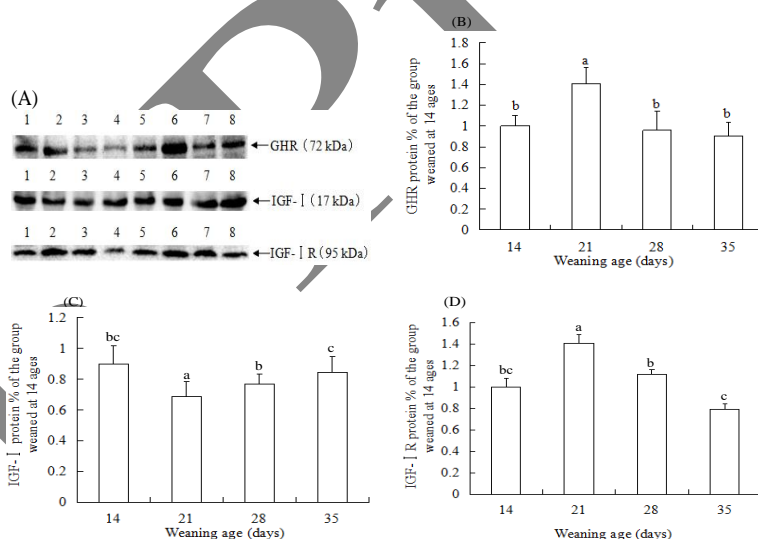 (A)
1 2 3 4 5 6 7 8
GHR (72 kDa)
1 2 3 4 5 6 7 8
IGF-Ⅰ (17 kDa)
1 2 3 4 5 6 7 8
IGF-Ⅰ R (95 kDa)
(B)
GHR protein % of the group
weaned at 14 ages
1.8
1.6
1.4
1.2
1
0.8
0.6
0.4
0.2
0
b
a
b
b
14 21 28 35
Weaning age (days)
(C)
IGF-Ⅰ protein % of the group
weaned at 14 ages
1.2
1
0.8
0.6
0.4
0.2
0
bc
a
b
c
14 21 28 35
Weaning age (days)
(D)
IGF-Ⅰ R protein % of the group
weaned at 14 ages
1.6
1.4
1.2
1
0.8
0.6
0.4
0.2
0
bc
a
b
c
14 21 28 35
Weaning age (days)